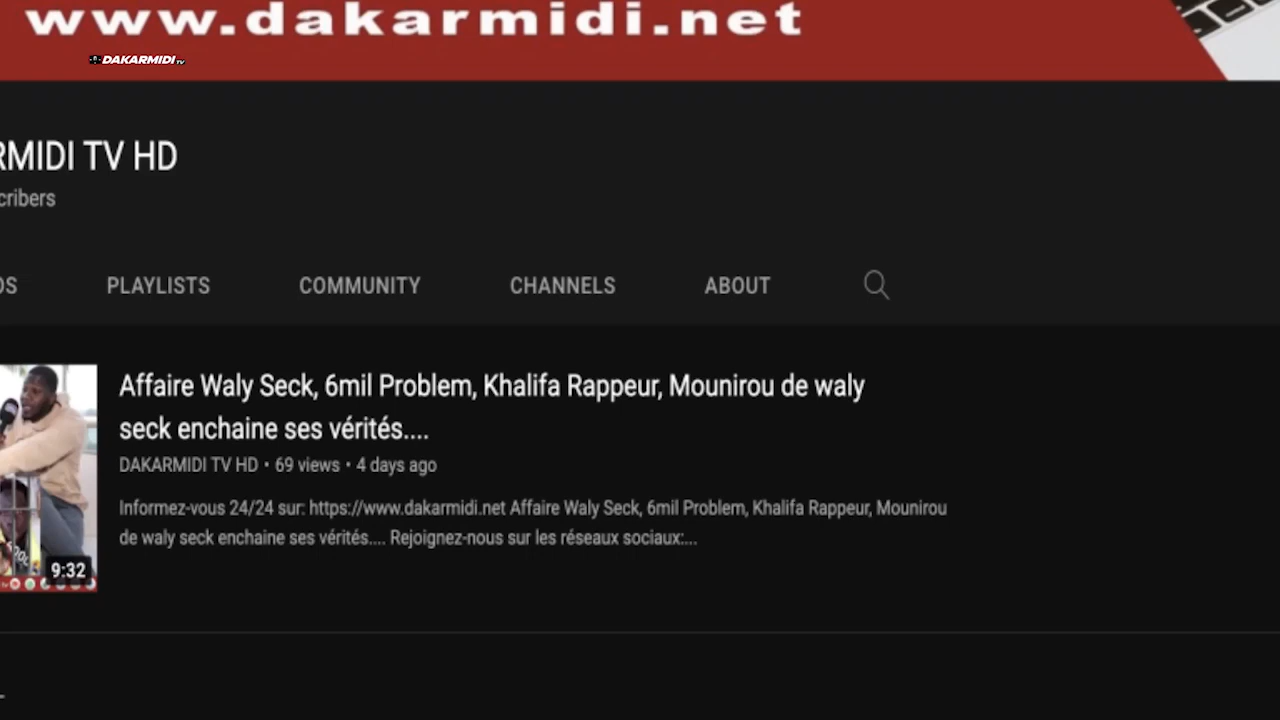 www.dakarmidi.net
DAKARMIDI TV
RMIDI TV HD
cribers
OS
PLAYLISTS
COMMUNITY
CHANNELS
ABOUT
Affaire Waly Seck, 6mil Problem, Khalifa Rappeur, Mounirou de waly
seck enchaine ses vérités....
DAKARMIDI TV HD • 69 views • 4 days ago
Informez-vous 24/24 sur: https://www.dakarmidi.net Affaire Waly Seck, 6mil Problem, Khalifa Rappeur, Mounirou
de waly seck enchaine ses vérités.... Rejoignez-nous sur les réseaux sociaux:...
9:32